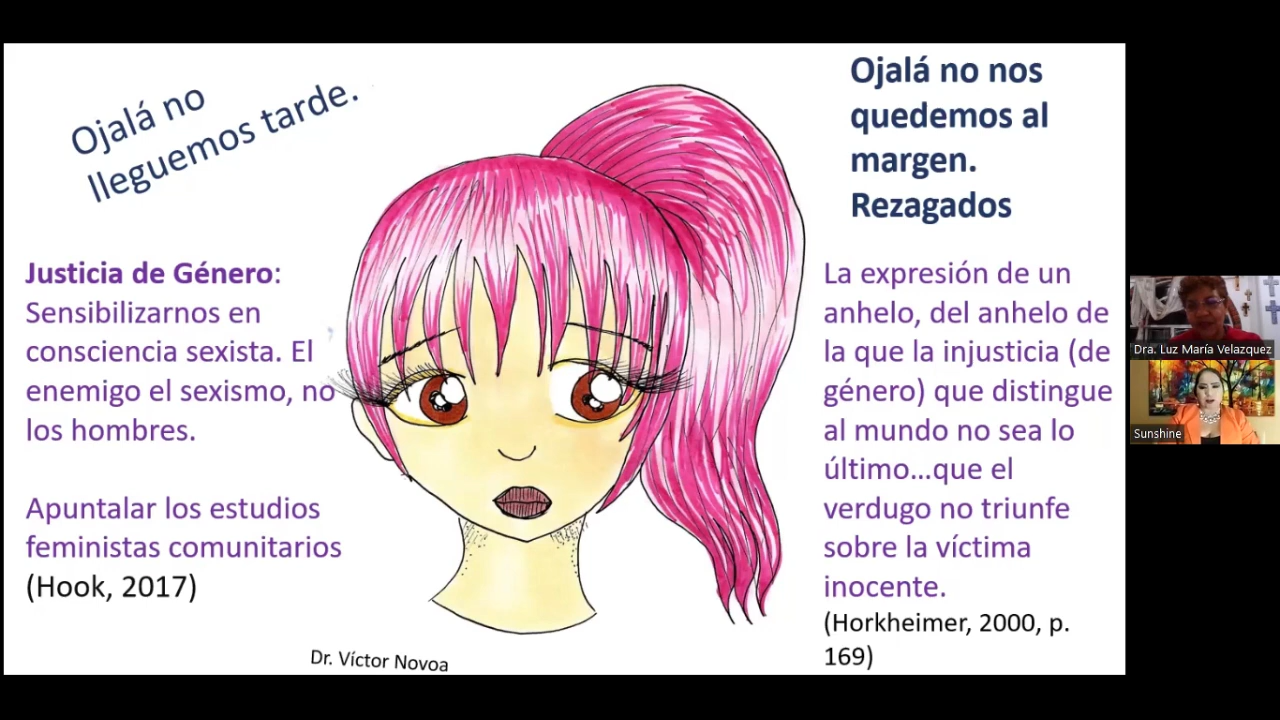 Ojalá no
lleguemos tarde.
Justicia de Género:
Sensibilizarnos en
consciencia sexista. El
enemigo el sexismo, no
los hombres.
Apuntalar los estudios
feministas comunitarios
(Hook, 2017)
Dr. Víctor Novoa
Ojalá no nos
quedemos al
margen.
Rezagados
La expresión de un
anhelo, del anhelo de
la que la injusticia (de
género) que distingue
al mundo no sea lo
último...que el
verdugo no triunfe
sobre la víctima
inocente.
(Horkheimer, 2000, p.
169)
Dra. Luz María Velazquez
Sunshine